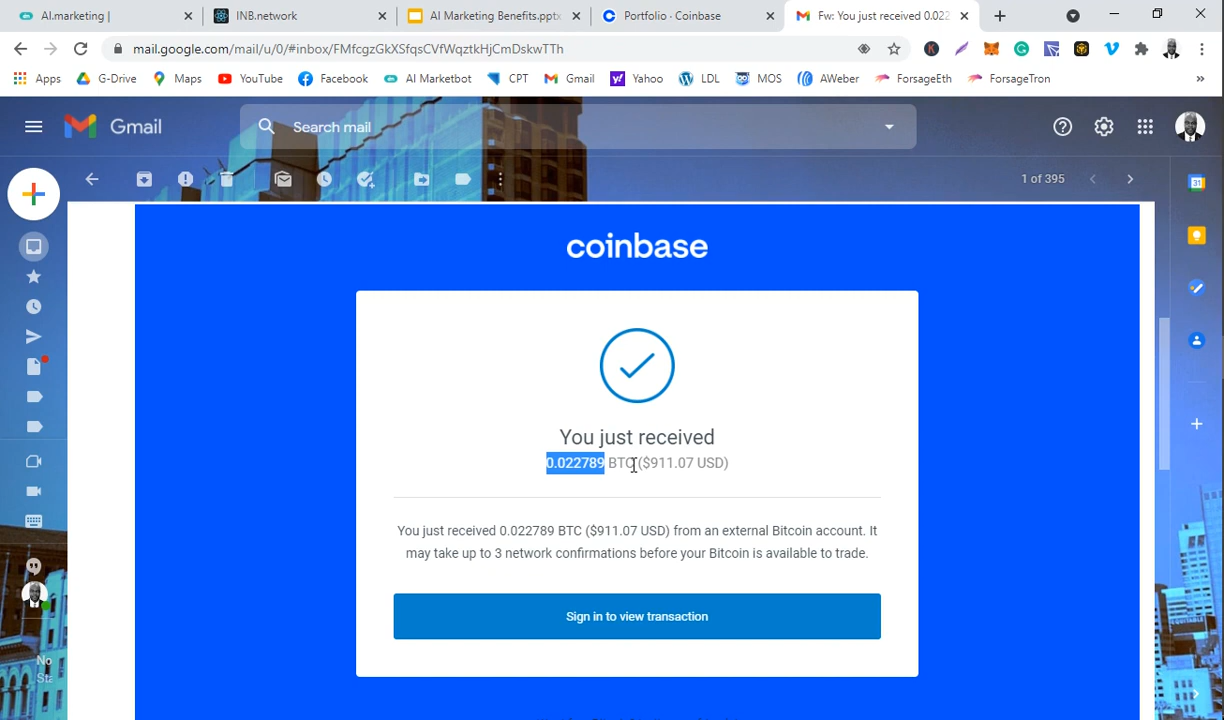 AI.marketing |
INB.network
AI Marketing Benefits.pptx
Portfolio - Coinbase
Fw: You just received 0.022
mail.google.com/mail/u/0/#inbox/FMfcgzGkXSfqsCVfWqztkHjCmDskwTTh
Apps
G-Drive
Maps
YouTube
Facebook
AI Marketbot
CPT
Gmail
Yahoo
LDL
MOS
AWeber
ForsageEth
ForsageTron
»
Gmail
Search mail
1 of 395
31
coinbase
You just received
0.022789 BTC ($911.07 USD)
You just received 0.022789 BTC ($911.07 USD) from an external Bitcoin account. It
may take up to 3 network confirmations before your Bitcoin is available to trade.
Sign in to view transaction
No
Sta